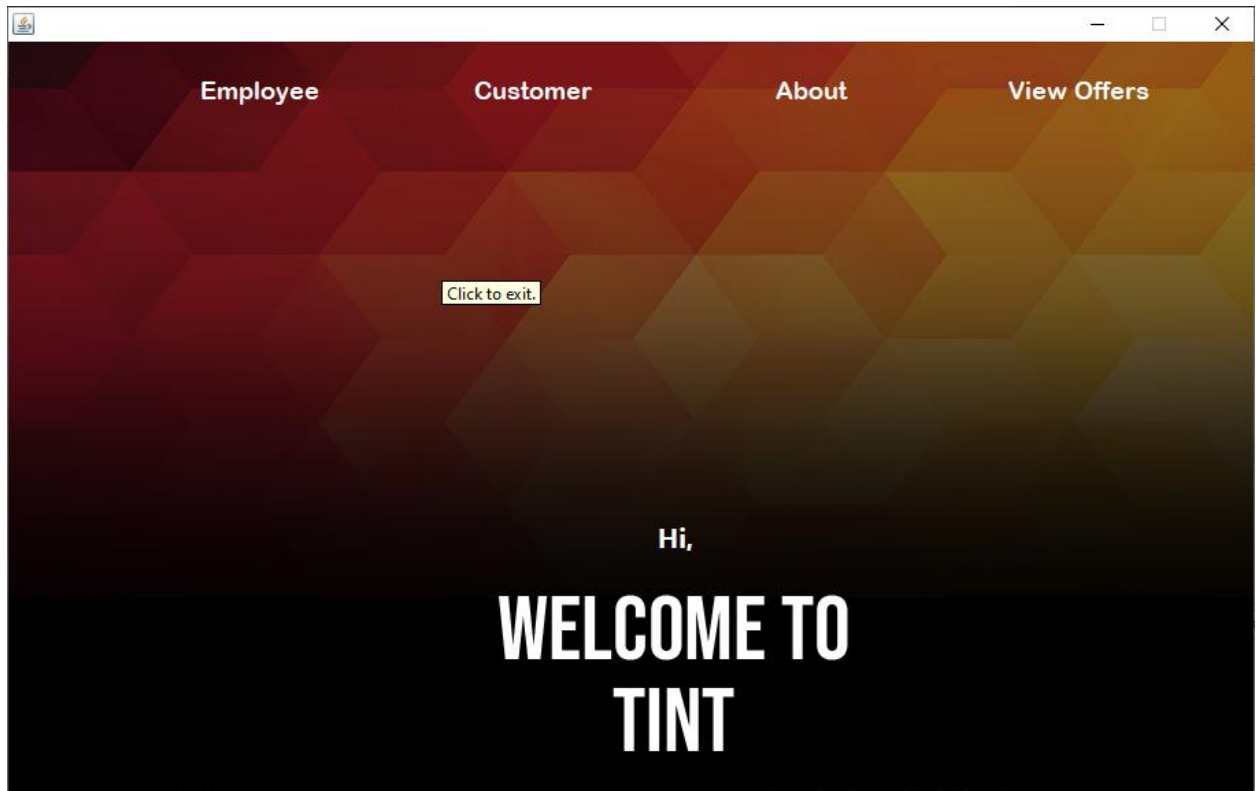 Employee Customer About View Offers
Click to exit.
Hi,
WELCOME TO
TINT